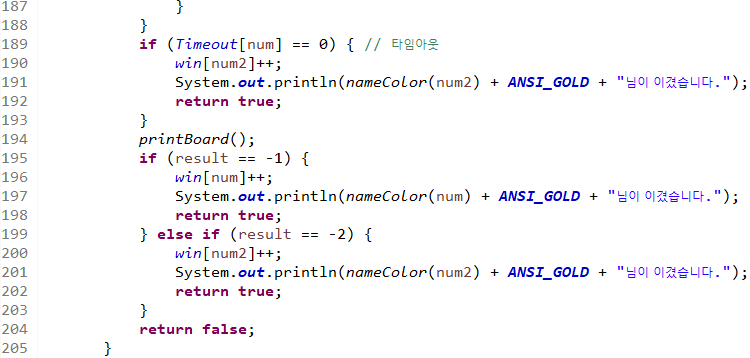 187 }
188 }
189 if (Timeout[num] == 0) { // 타임아웃
190 win[num2]++;
191 System.out.println(nameColor(num2) + ANSI_GOLD + "님이 이겼습니다.");
192 return true;
193 }
194 printBoard();
195 if (result == -1) {
196 win[num]++;
197 System.out.println(nameColor(num) + ANSI_GOLD + "님이 이겼습니다.");
198 return true;
199 } else if (result == -2) {
200 win[num2]++;
201 System.out.println(nameColor(num2) + ANSI_GOLD + "님이 이겼습니다.");
202 return true;
203 }
204 return false;
205 }